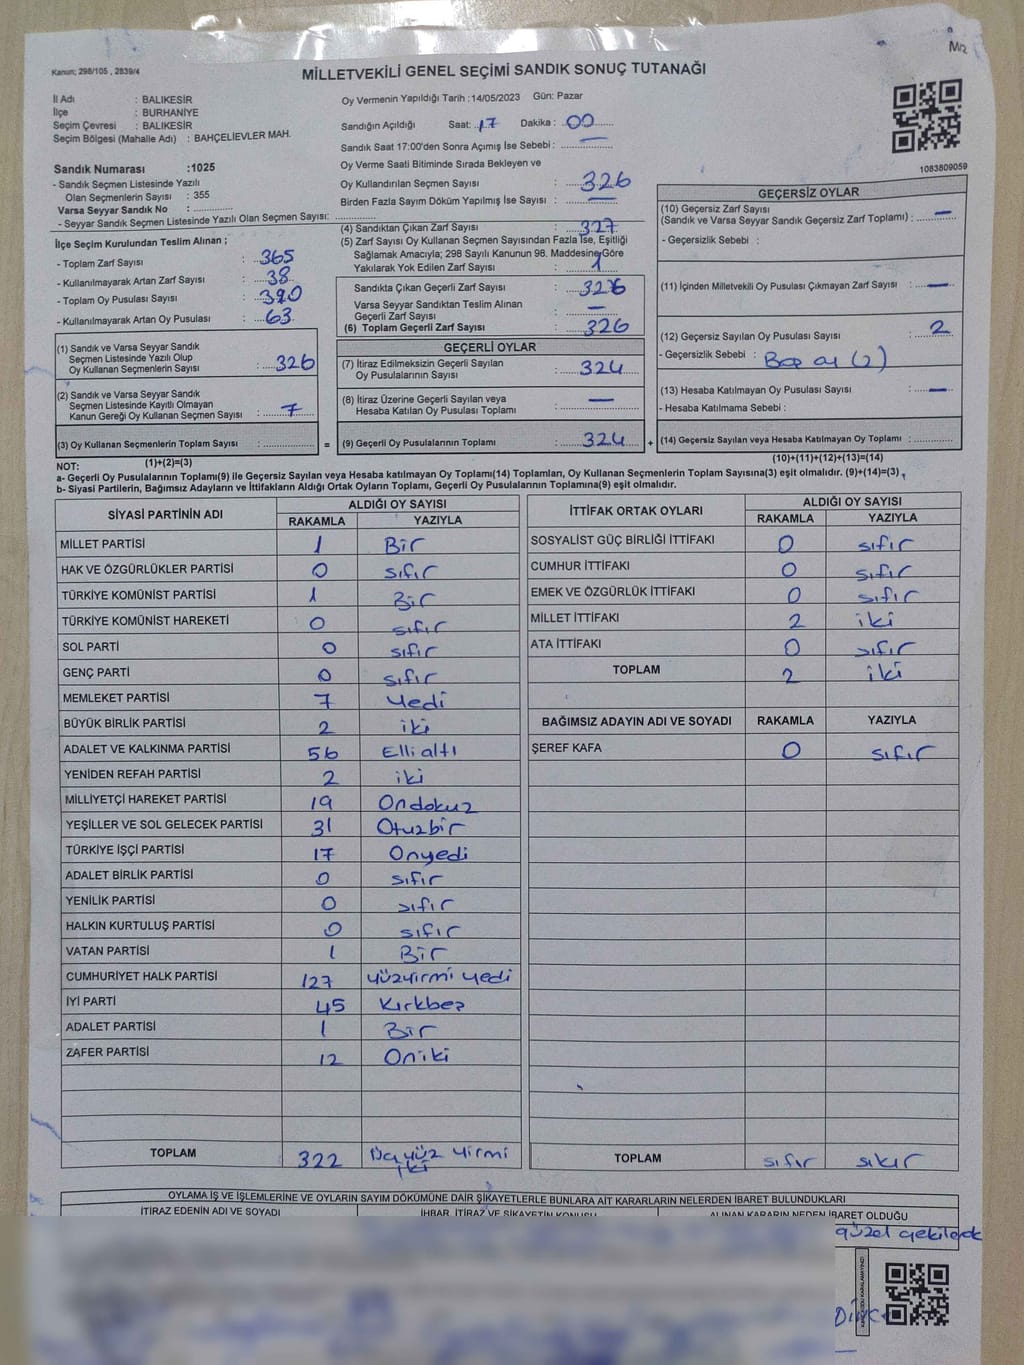 Kanun; 298/105 , 2839/4
MİLLETVEKİLİ GENEL SEÇİMİ SANDIK SONUÇ TUTANAĞI
İl Adı : BALIKESİR
İlçe : BURHANİYE
Seçim Çevresi : BALIKESİR
Seçim Bölgesi (Mahalle Adı) : BAHÇELİEVLER MAH.
Oy Vermenin Yapıldığı Tarih :14/05/2023 Gün: Pazar
Sandığın Açıldığı Saat: 17 Dakika : 00
Sandık Saat 17:00'den Sonra Açımış İse Sebebi :
Oy Verme Saati Bitiminde Sırada Bekleyen ve
Oy Kullandırılan Seçmen Sayısı : 326
Birden Fazla Sayım Döküm Yapılmış İse Sayısı : —
1083809059
Sandık Numarası :1025
- Sandık Seçmen Listesinde Yazılı
Olan Seçmenlerin Sayısı : 355
Varsa Seyyar Sandık No :
- Seyyar Sandık Seçmen Listesinde Yazılı Olan Seçmen Sayısı:
İlçe Seçim Kurulundan Teslim Alınan ;
- Toplam Zarf Sayısı : 365
- Kullanılmayarak Artan Zarf Sayısı : 38
- Toplam Oy Pusulası Sayısı : 390
- Kullanılmayarak Artan Oy Pusulası : 63
(4) Sandıktan Çıkan Zarf Sayısı : 327
(5) Zarf Sayısı Oy Kullanan Seçmen Sayısından Fazla İse, Eşitliği
Sağlamak Amacıyla; 298 Sayılı Kanunun 98. Maddesine Göre
Yakılarak Yok Edilen Zarf Sayısı : 1
Sandıkta Çıkan Geçerli Zarf Sayısı : 326
Varsa Seyyar Sandıktan Teslim Alınan
Geçerli Zarf Sayısı : —
(6) Toplam Geçerli Zarf Sayısı : 326
GEÇERSİZ OYLAR
(10) Geçersiz Zarf Sayısı
(Sandık ve Varsa Seyyar Sandık Geçersiz Zarf Toplamı) : —
- Geçersizlik Sebebi :
(11) İçinden Milletvekili Oy Pusulası Çıkmayan Zarf Sayısı : —
(12) Geçersiz Sayılan Oy Pusulası Sayısı : 2
- Geçersizlik Sebebi : Boş oy (2)
(13) Hesaba Katılmayan Oy Pusulası Sayısı : —
- Hesaba Katılmama Sebebi :
(1) Sandık ve Varsa Seyyar Sandık
Seçmen Listesinde Yazılı Olup
Oy Kullanan Seçmenlerin Sayısı : 326
(2) Sandık ve Varsa Seyyar Sandık
Seçmen Listesinde Kayıtlı Olmayan
Kanun Gereği Oy Kullanan Seçmen Sayısı : 7
GEÇERLİ OYLAR
(7) İtiraz Edilmeksizin Geçerli Sayılan
Oy Pusulalarının Sayısı : 324
(8) İtiraz Üzerine Geçerli Sayılan veya
Hesaba Katılan Oy Pusulası Toplamı : —
(3) Oy Kullanan Seçmenlerin Toplam Sayısı : = (9) Geçerli Oy Pusulalarının Toplamı : 324 + (14) Geçersiz Sayılan veya Hesaba Katılmayan Oy Toplamı :
NOT: (1)+(2)=(3) (10)+(11)+(12)+(13)=(14)
a- Geçerli Oy Pusulalarının Toplamı(9) ile Geçersiz Sayılan veya Hesaba katılmayan Oy Toplamı(14) Toplamları, Oy Kullanan Seçmenlerin Toplam Sayısına(3) eşit olmalıdır. (9)+(14)=(3)
b- Siyasi Partilerin, Bağımsız Adayların ve İttifakların Aldığı Ortak Oyların Toplamı, Geçerli Oy Pusulalarının Toplamına(9) eşit olmalıdır.
SİYASİ PARTİNİN ADI ALDIĞI OY SAYISI
RAKAMLA YAZIYLA
MİLLET PARTİSİ 1 Bir
HAK VE ÖZGÜRLÜKLER PARTİSİ 0 sıfır
TÜRKİYE KOMÜNİST PARTİSİ 1 Bir
TÜRKİYE KOMÜNİST HAREKETİ 0 sıfır
SOL PARTİ 0 sıfır
GENÇ PARTİ 0 sıfır
MEMLEKET PARTİSİ 7 Yedi
BÜYÜK BİRLİK PARTİSİ 2 iki
ADALET VE KALKINMA PARTİSİ 56 Elli altı
YENİDEN REFAH PARTİSİ 2 iki
MİLLİYETÇİ HAREKET PARTİSİ 19 Ondokuz
YEŞİLLER VE SOL GELECEK PARTİSİ 31 Otuzbir
TÜRKİYE İŞÇİ PARTİSİ 17 Onyedi
ADALET BİRLİK PARTİSİ 0 sıfır
YENİLİK PARTİSİ 0 sıfır
HALKIN KURTULUŞ PARTİSİ 0 sıfır
VATAN PARTİSİ 1 Bir
CUMHURİYET HALK PARTİSİ 127 Yüzyirmi yedi
İYİ PARTİ 45 Kırkbeş
ADALET PARTİSİ 1 Bir
ZAFER PARTİSİ 12 Oniki
TOPLAM 322 Üçyüz yirmi
iki
İTTİFAK ORTAK OYLARI ALDIĞI OY SAYISI
RAKAMLA YAZIYLA
SOSYALİST GÜÇ BİRLİĞİ İTTİFAKI 0 sıfır
CUMHUR İTTİFAKI 0 sıfır
EMEK VE ÖZGÜRLÜK İTTİFAKI 0 sıfır
MİLLET İTTİFAKI 2 iki
ATA İTTİFAKI 0 sıfır
TOPLAM 2 iki
BAĞIMSIZ ADAYIN ADI VE SOYADI RAKAMLA YAZIYLA
ŞEREF KAFA 0 sıfır
TOPLAM sıfır sıfır
OYLAMA İŞ VE İŞLEMLERİNE VE OYLARIN SAYIM DÖKÜMÜNE DAİR ŞİKAYETLERLE BUNLARA AİT KARARLARIN NELERDEN İBARET BULUNDUKLARI
İTİRAZ EDENİN ADI VE SOYADI İHBAR, İTİRAZ VE ŞİKAYETİN KONUSU ALINAN KARARIN NEDEN İBARET OLDUĞU